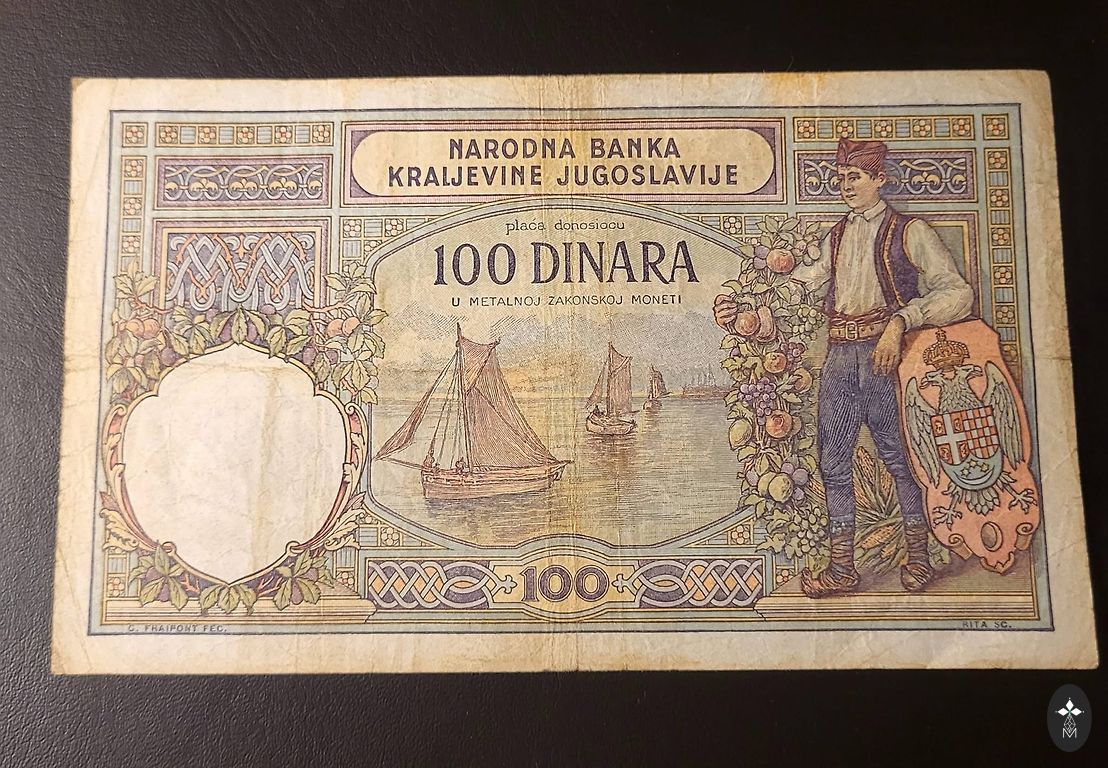 NARODNA BANKA
KRALJEVINE JUGOSLAVIJE
plaća donosiocu
100 DINARA
U METALNOJ ZAKONSKOJ MONETI
100
C. FRAIPONT FEC.
RITA SC.
M